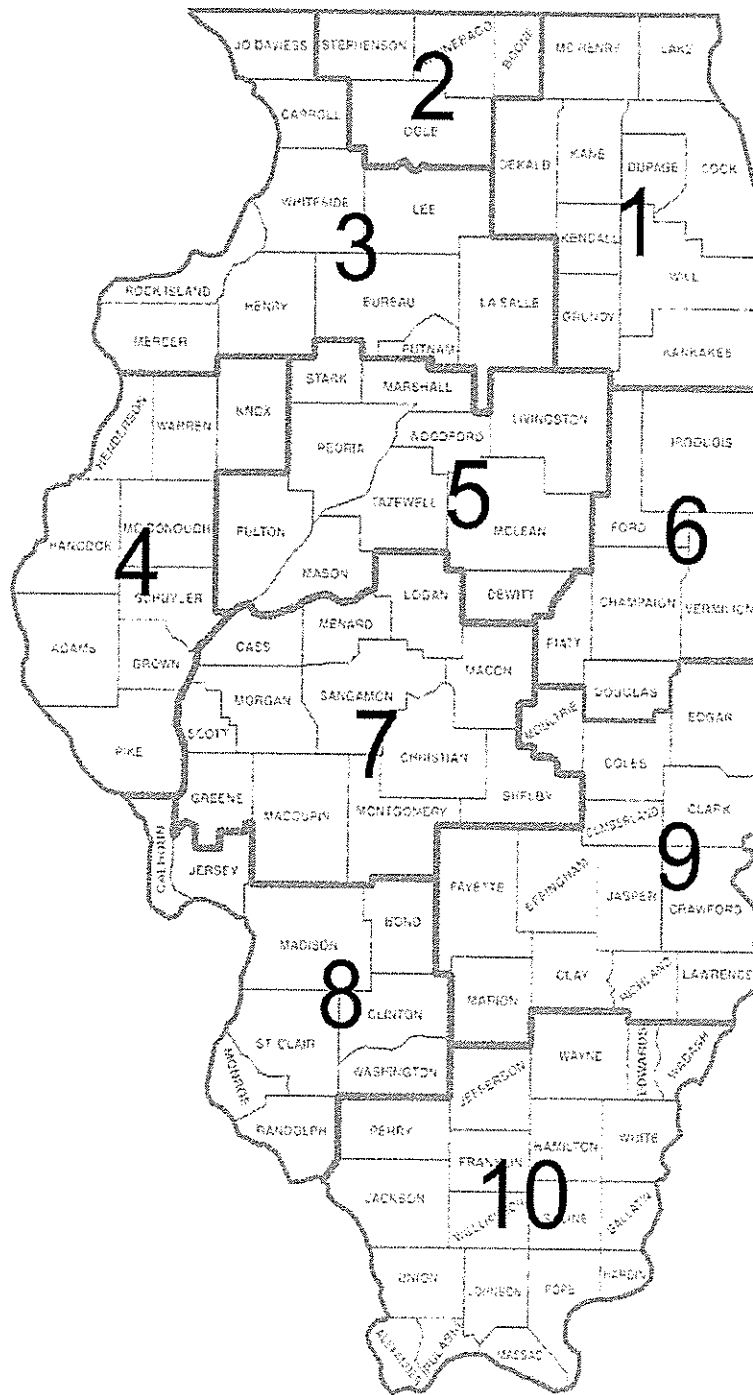 JO DAVIESS
STEPHENSON
BOONE
MC HENRY
LAKE
2
CARROLL
OGLE
DEKALB
KANE
DUPAGE
COOK
1
WHITESIDE
LEE
3
KENDALL
WILL
ROCK ISLAND
HENRY
BUREAU
LA SALLE
GRUNDY
MERCER
PUTNAM
KANKAKEE
STARK
MARSHALL
HENDERSON
WARREN
KNOX
PEORIA
WOODFORD
LIVINGSTON
IROQUOIS
5
TAZEWELL
FULTON
MCLEAN
FORD
6
HANCOCK
MC DONOUGH
4
MASON
SCHUYLER
LOGAN
DEWITT
CHAMPAIGN
VERMILION
MENARD
ADAMS
BROWN
CASS
MACON
PIATT
MORGAN
SANGAMON
DOUGLAS
MOULTRIE
EDGAR
PIKE
SCOTT
7
CHRISTIAN
COLES
GREENE
MACOUPIN
MONTGOMERY
SHELBY
CUMBERLAND
CLARK
9
CALHOUN
JERSEY
FAYETTE
EFFINGHAM
JASPER
CRAWFORD
MADISON
BOND
8
CLINTON
MARION
CLAY
RICHLAND
LAWRENCE
ST CLAIR
MONROE
WASHINGTON
JEFFERSON
WAYNE
EDWARDS
WABASH
RANDOLPH
PERRY
HAMILTON
WHITE
FRANKLIN
10
JACKSON
GALLATIN
UNION
JOHNSON
POPE
HARDIN
MASSAC